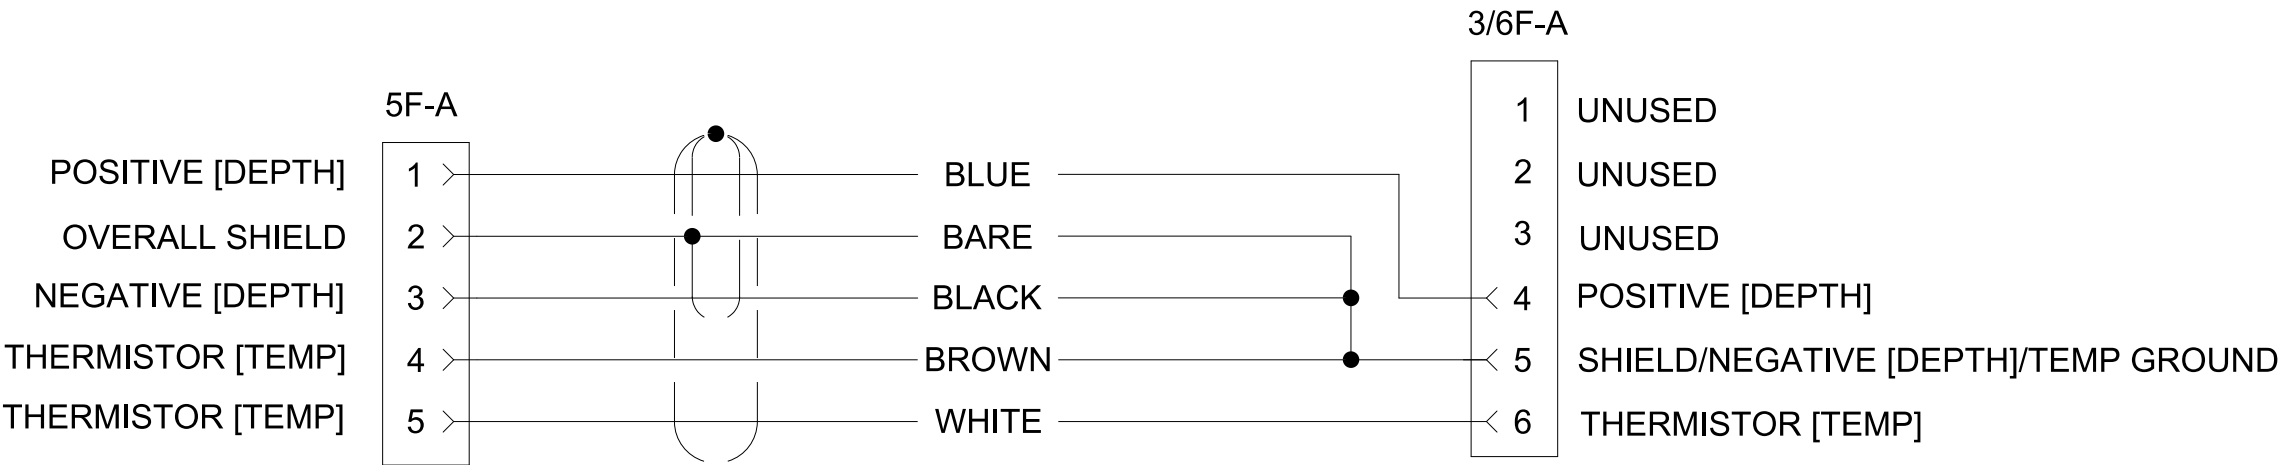 3/6F-A
5F-A
1 UNUSED
POSITIVE [DEPTH] 1 BLUE 2 UNUSED
OVERALL SHIELD 2 BARE 3 UNUSED
NEGATIVE [DEPTH] 3 BLACK 4 POSITIVE [DEPTH]
THERMISTOR [TEMP] 4 BROWN 5 SHIELD/NEGATIVE [DEPTH]/TEMP GROUND
THERMISTOR [TEMP] 5 WHITE 6 THERMISTOR [TEMP]